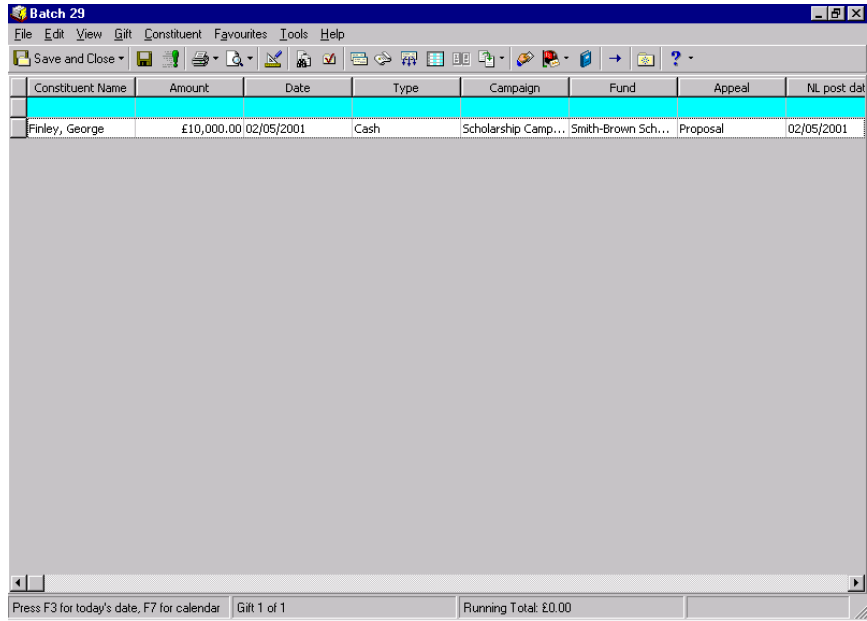 Batch 29
File Edit View Gift Constituent Favourites Tools Help
Save and Close
Constituent Name Amount Date Type Campaign Fund Appeal NL post dat
Finley, George £10,000.00 02/05/2001 Cash Scholarship Camp... Smith-Brown Sch... Proposal 02/05/2001
Press F3 for today's date, F7 for calendar Gift 1 of 1 Running Total: £0.00